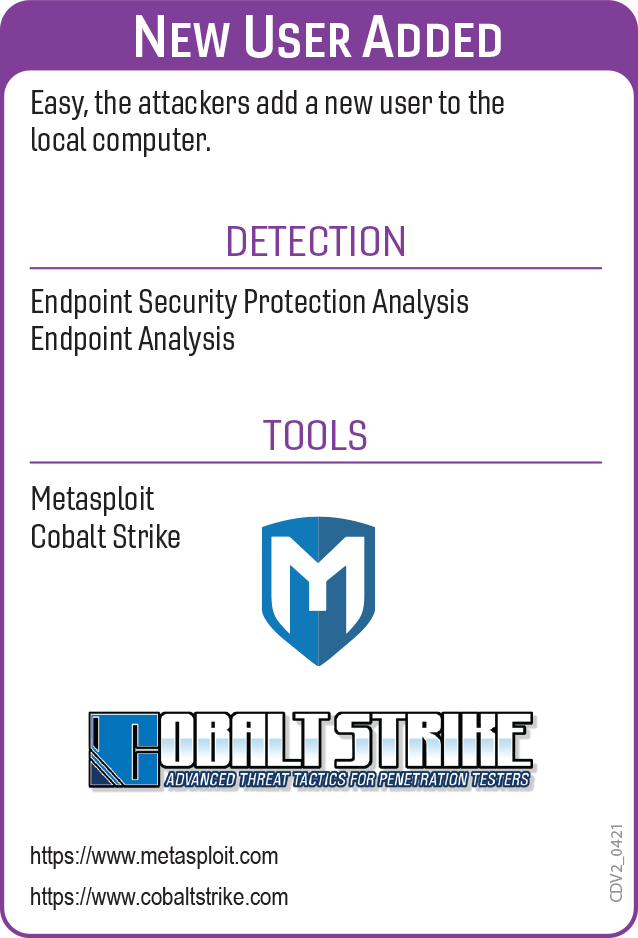 NEW USER ADDED
Easy, the attackers add a new user to the
local computer.
DETECTION
Endpoint Security Protection Analysis
Endpoint Analysis
TOOLS
Metasploit
Cobalt Strike
M
COBALT STRIKE
ADVANCED THREAT TACTICS FOR PENETRATION TESTERS
https://www.metasploit.com
https://www.cobaltstrike.com
CDV2_0421